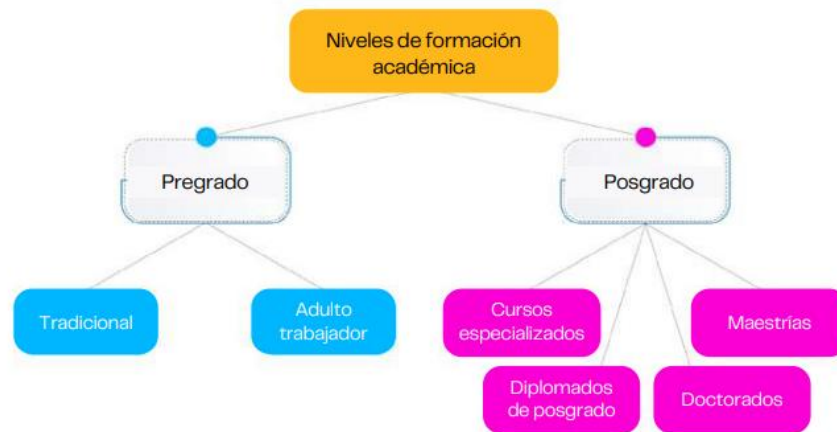 Niveles de formación
académica
Pregrado
Posgrado
Tradicional
Adulto
trabajador
Cursos
especializados
Maestrías
Diplomados
de posgrado
Doctorados